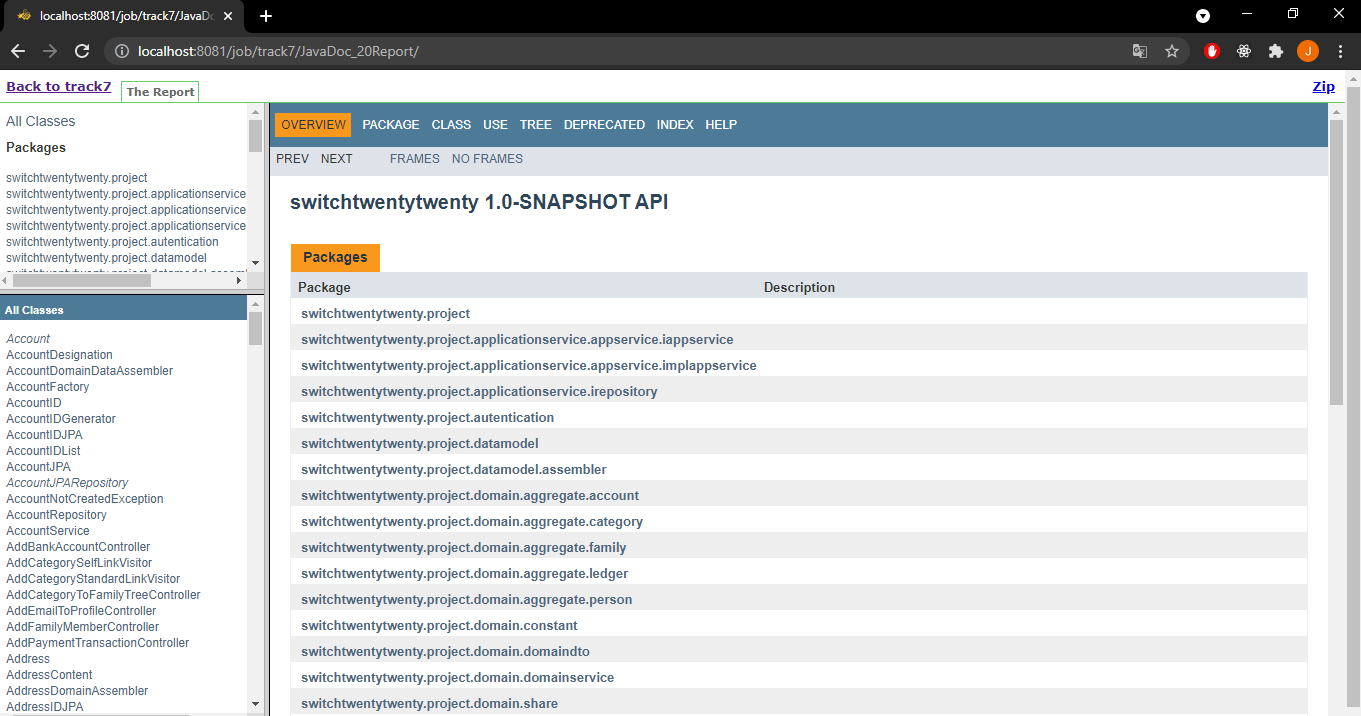 localhost:8081/job/track7/JavaDo
localhost:8081/job/track7/JavaDoc_20Report/
J
Back to track7
The Report
Zip
All Classes
Packages
switchtwentytwenty.project
switchtwentytwenty.project.applicationservice
switchtwentytwenty.project.applicationservice
switchtwentytwenty.project.applicationservice
switchtwentytwenty.project.autentication
switchtwentytwenty.project.datamodel
switchtwentytwenty.project.datamodel.assem
All Classes
Account
AccountDesignation
AccountDomainDataAssembler
AccountFactory
AccountID
AccountIDGenerator
AccountIDJPA
AccountIDList
AccountJPA
AccountJPARepository
AccountNotCreatedException
AccountRepository
AccountService
AddBankAccountController
AddCategorySelfLinkVisitor
AddCategoryStandardLinkVisitor
AddCategoryToFamilyTreeController
AddEmailToProfileController
AddFamilyMemberController
AddPaymentTransactionController
Address
AddressContent
AddressDomainAssembler
AddressIDJPA
OVERVIEW PACKAGE CLASS USE TREE DEPRECATED INDEX HELP
PREV NEXT FRAMES NO FRAMES
switchtwentytwenty 1.0-SNAPSHOT API
Packages
Package Description
switchtwentytwenty.project
switchtwentytwenty.project.applicationservice.appservice.iappservice
switchtwentytwenty.project.applicationservice.appservice.implappservice
switchtwentytwenty.project.applicationservice.irepository
switchtwentytwenty.project.autentication
switchtwentytwenty.project.datamodel
switchtwentytwenty.project.datamodel.assembler
switchtwentytwenty.project.domain.aggregate.account
switchtwentytwenty.project.domain.aggregate.category
switchtwentytwenty.project.domain.aggregate.family
switchtwentytwenty.project.domain.aggregate.ledger
switchtwentytwenty.project.domain.aggregate.person
switchtwentytwenty.project.domain.constant
switchtwentytwenty.project.domain.domaindto
switchtwentytwenty.project.domain.domainservice
switchtwentytwenty.project.domain.share